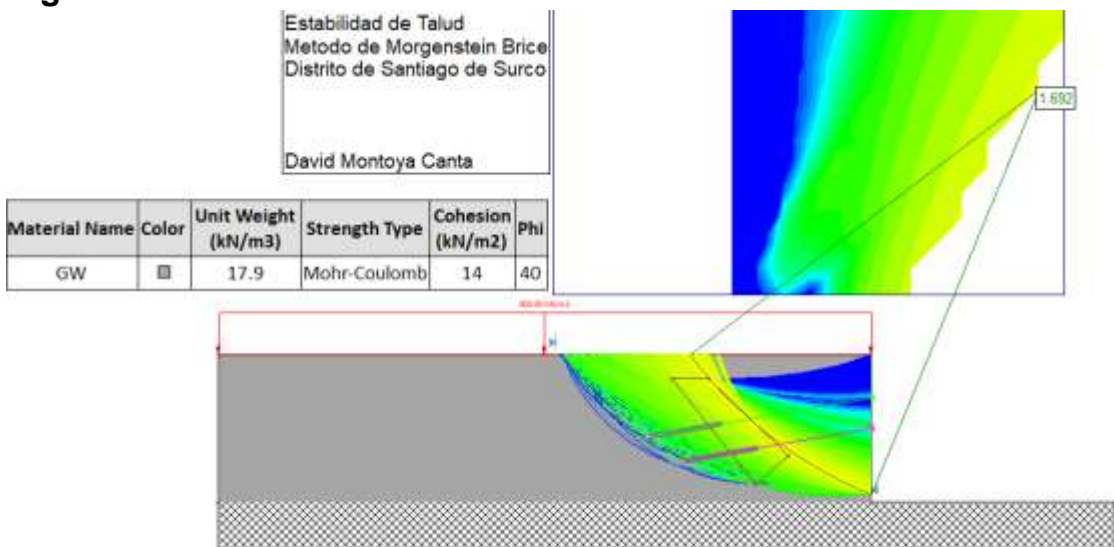 Estabilidad de Talud
Metodo de Morgenstein Brice
Distrito de Santiago de Surco
David Montoya Canta
1.692
Material Name Color Unit Weight (kN/m3) Strength Type Cohesion (kN/m2) Phi
GW 17.9 Mohr-Coulomb 14 40